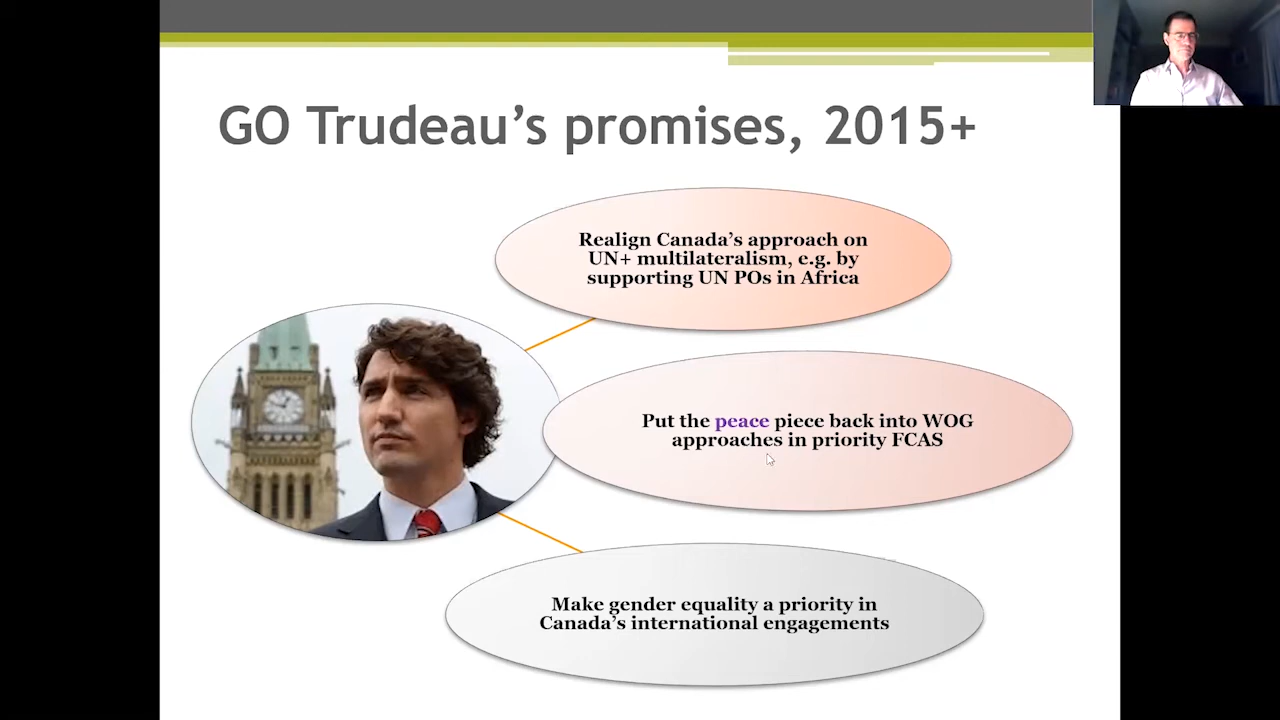 GO Trudeau’s promises, 2015+
Realign Canada’s approach on
UN+ multilateralism, e.g. by
supporting UN POs in Africa
Put the peace piece back into WOG
approaches in priority FCAS
Make gender equality a priority in
Canada’s international engagements